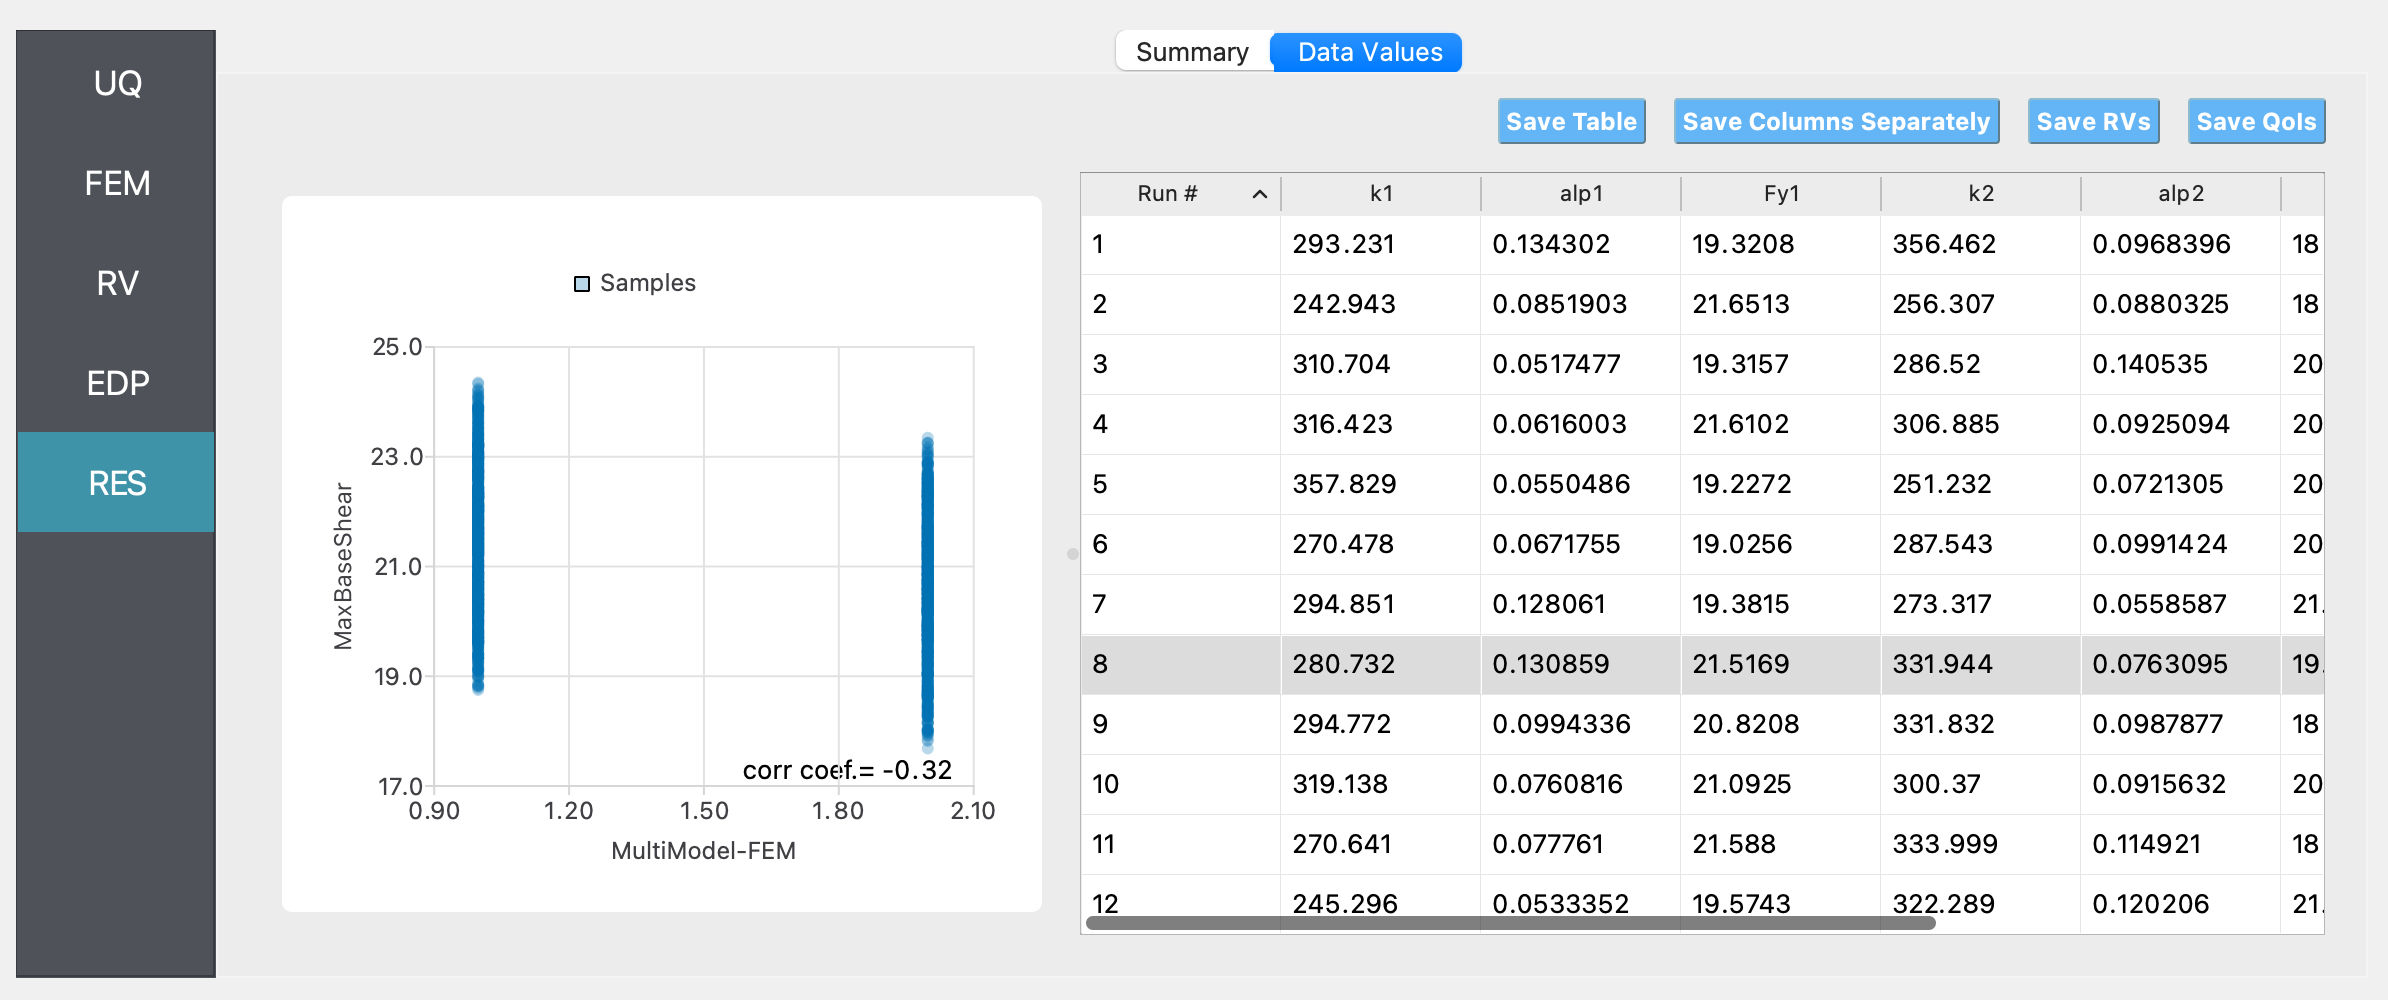 Summary Data Values
UQ
FEM
RV
EDP
RES
Save Table Save Columns Separately Save RVs Save QoIs
Samples
25.0
23.0
21.0
19.0
17.0
MaxBaseShear
corr coef.= -0.32
0.90 1.20 1.50 1.80 2.10
MultiModel-FEM
Run # k1 alp1 Fy1 k2 alp2
1 293.231 0.134302 19.3208 356.462 0.0968396 18
2 242.943 0.0851903 21.6513 256.307 0.0880325 18
3 310.704 0.0517477 19.3157 286.52 0.140535 20
4 316.423 0.0616003 21.6102 306.885 0.0925094 20
5 357.829 0.0550486 19.2272 251.232 0.0721305 20
6 270.478 0.0671755 19.0256 287.543 0.0991424 20
7 294.851 0.128061 19.3815 273.317 0.0558587 21.
8 280.732 0.130859 21.5169 331.944 0.0763095 19.
9 294.772 0.0994336 20.8208 331.832 0.0987877 18
10 319.138 0.0760816 21.0925 300.37 0.0915632 20
11 270.641 0.077761 21.588 333.999 0.114921 18
12 245.296 0.0533352 19.5743 322.289 0.120206 21.